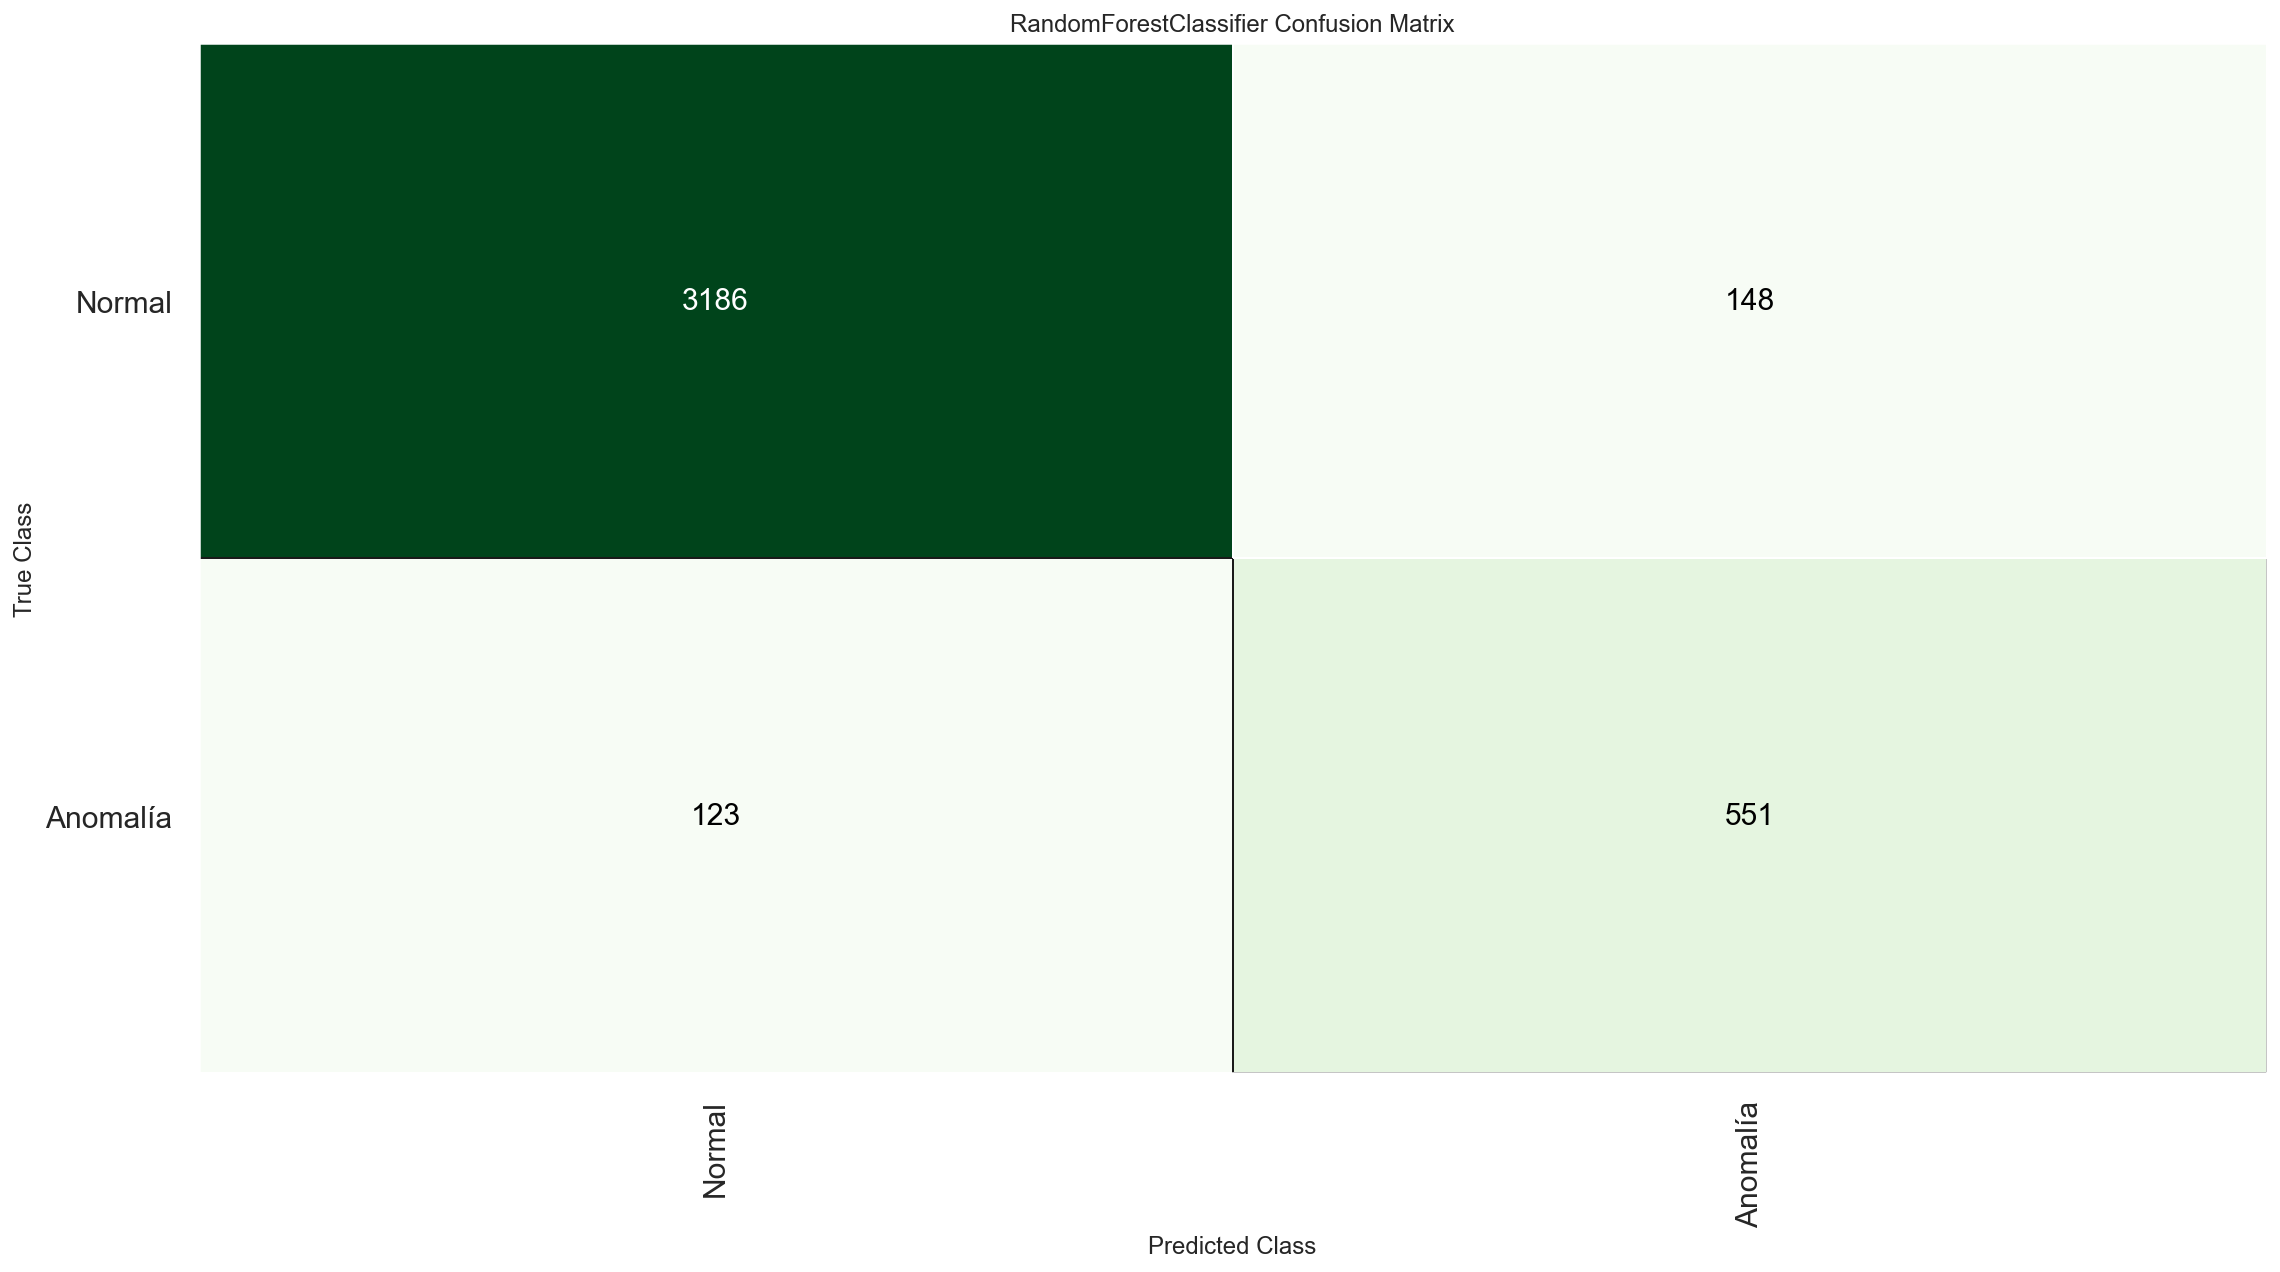 RandomForestClassifier Confusion Matrix
True Class
Normal
3186
148
Anomalía
123
551
Normal
Anomalía
Predicted Class